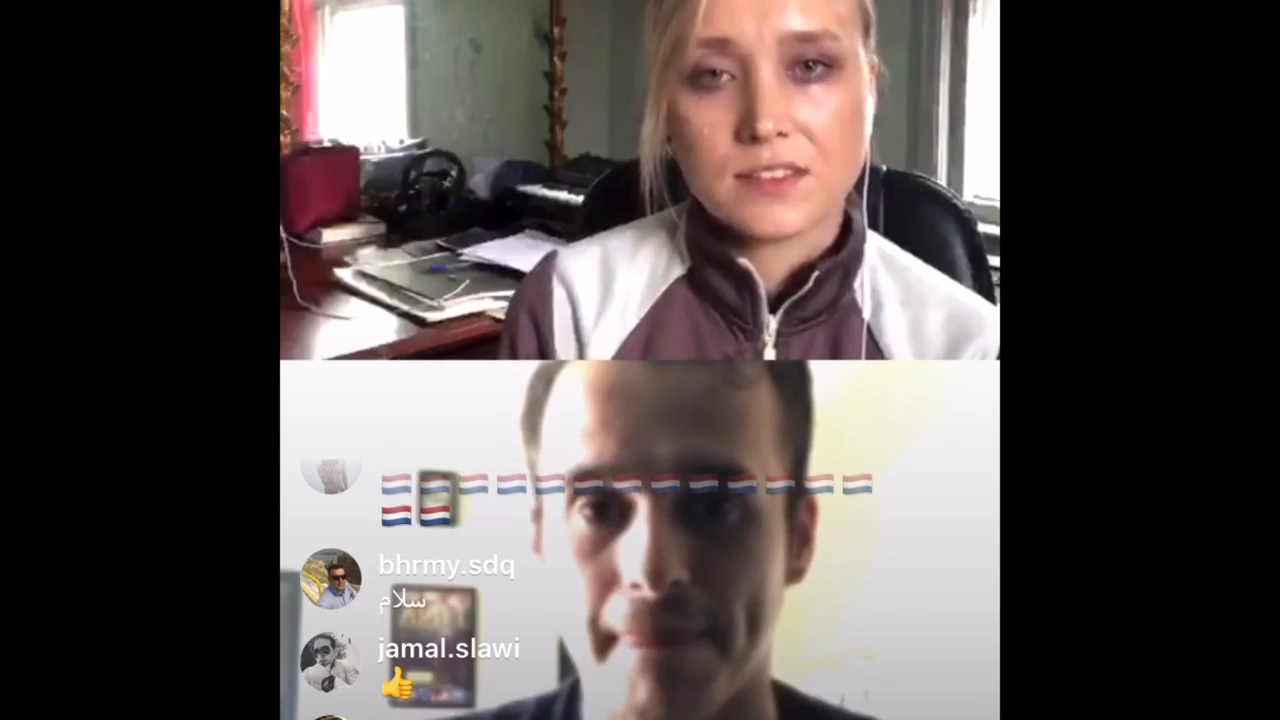 🇳🇱🇳🇱🇳🇱🇳🇱🇳🇱🇳🇱🇳🇱🇳🇱🇳🇱🇳🇱🇳🇱🇳🇱🇳🇱
🇳🇱🇳🇱
bhrmy.sdq
سلام
jamal.slawi
👍